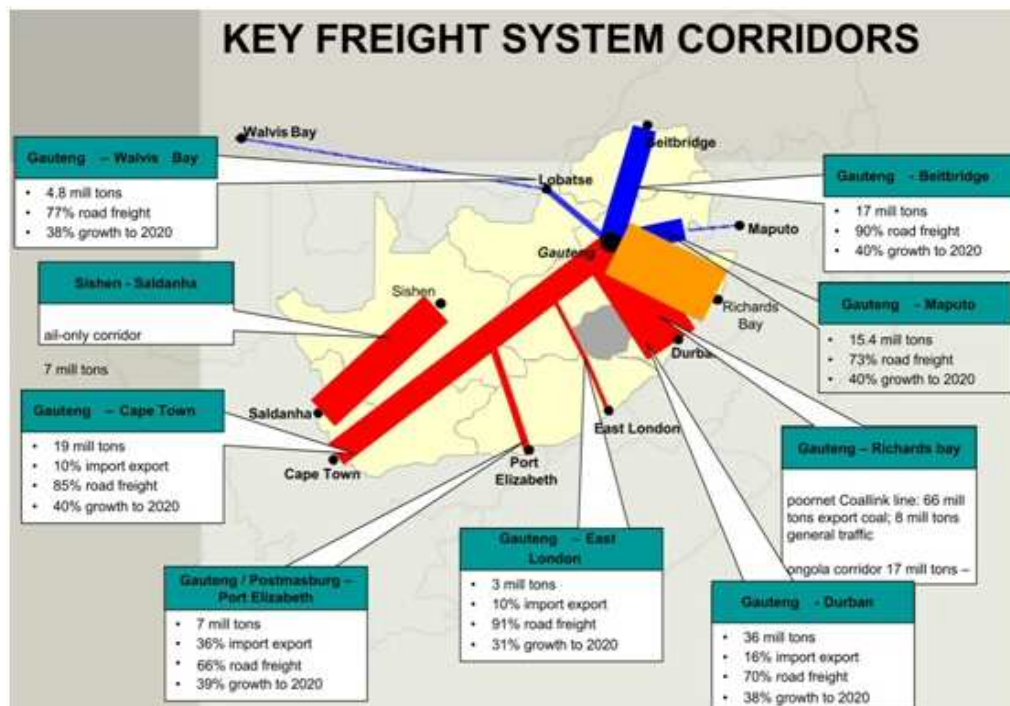 KEY FREIGHT SYSTEM CORRIDORS
Walvis Bay
Beitbridge
Lobatse
Maputo
Gauteng
Sishen
Richards
Bay
Durban
Saldanha
East London
Cape Town
Port
Elizabeth
Gauteng – Walvis Bay
• 4.8 mill tons
• 77% road freight
• 38% growth to 2020
Sishen - Saldanha
ail-only corridor
7 mill tons
Gauteng – Cape Town
• 19 mill tons
• 10% import export
• 85% road freight
• 40% growth to 2020
Gauteng / Postmasburg –
Port Elizabeth
• 7 mill tons
• 36% import export
• 66% road freight
• 39% growth to 2020
Gauteng – East
London
• 3 mill tons
• 10% import export
• 91% road freight
• 31% growth to 2020
Gauteng - Beitbridge
• 17 mill tons
• 90% road freight
• 40% growth to 2020
Gauteng - Maputo
• 15.4 mill tons
• 73% road freight
• 40% growth to 2020
Gauteng – Richards bay
poornet Coallink line: 66 mill
tons export coal; 8 mill tons
general traffic
ongola corridor 17 mill tons –
Gauteng - Durban
• 36 mill tons
• 16% import export
• 70% road freight
• 38% growth to 2020